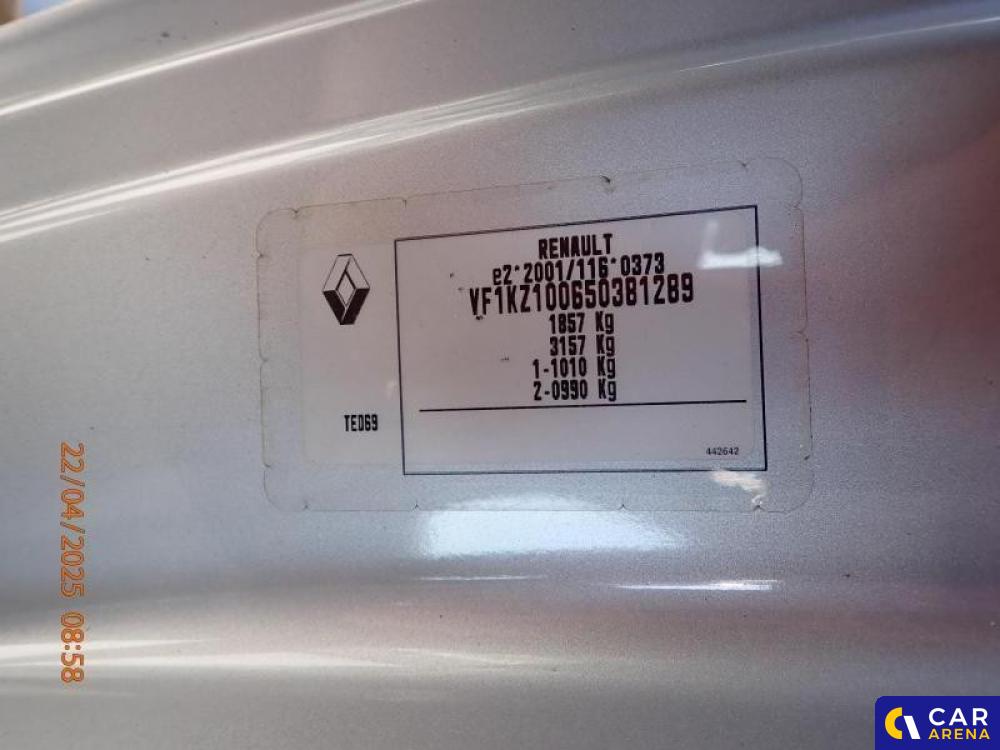 RENAULT
e2*2001/116*0373
VF1KZ100650381289
1857 Kg
3157 Kg
1-1010 Kg
2-0990 Kg
TED69
442642
22/04/2025 08:58
CAR
ARENA